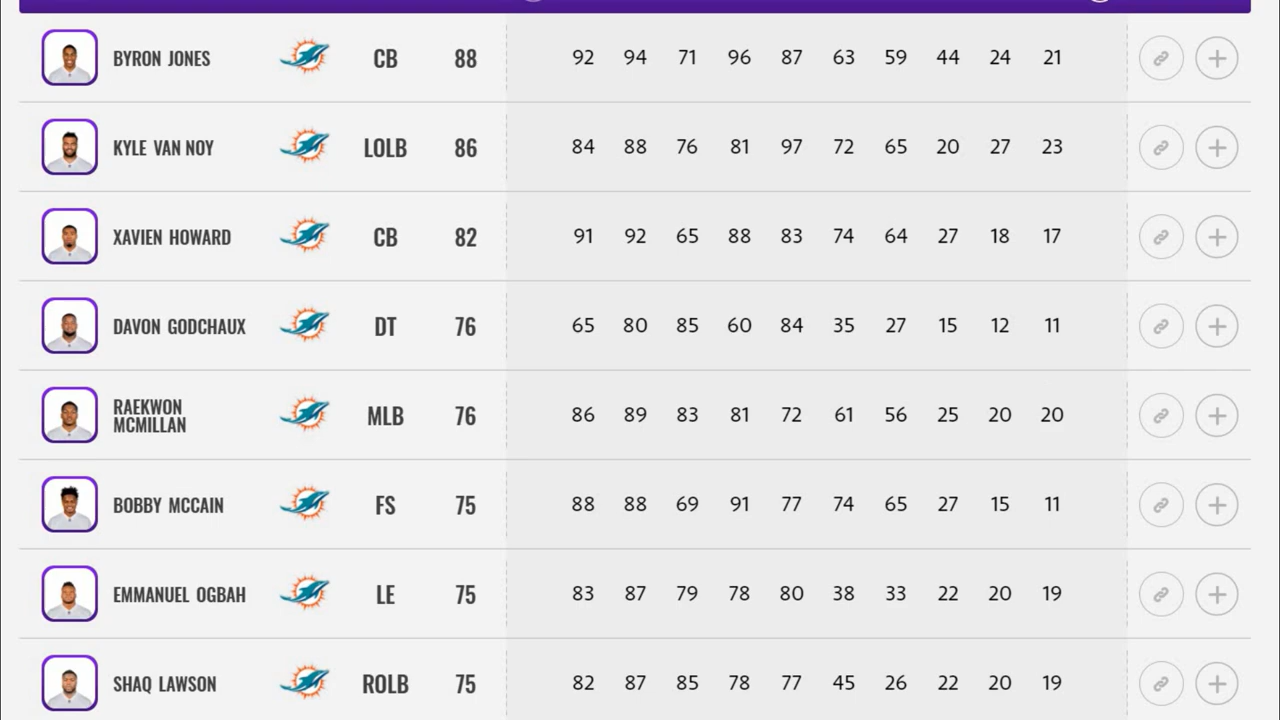 BYRON JONES CB 88 92 94 71 96 87 63 59 44 24 21
KYLE VAN NOY LOLB 86 84 88 76 81 97 72 65 20 27 23
XAVIEN HOWARD CB 82 91 92 65 88 83 74 64 27 18 17
DAVON GODCHAUX DT 76 65 80 85 60 84 35 27 15 12 11
RAEKWON
MCMILLAN MLB 76 86 89 83 81 72 61 56 25 20 20
BOBBY MCCAIN FS 75 88 88 69 91 77 74 65 27 15 11
EMMANUEL OGBAH LE 75 83 87 79 78 80 38 33 22 20 19
SHAQ LAWSON ROLB 75 82 87 85 78 77 45 26 22 20 19